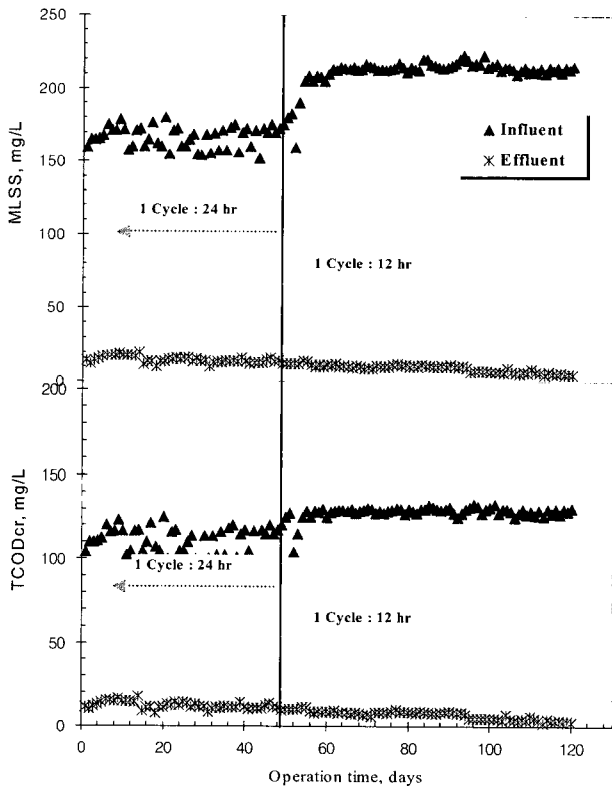 250
200
150
100
50
0
MLSS, mg/L
Influent
Effluent
1 Cycle : 24 hr
1 Cycle : 12 hr
200
150
100
50
0
TCODcr, mg/L
1 Cycle : 24 hr
1 Cycle : 12 hr
0 20 40 60 80 100 120
Operation time, days